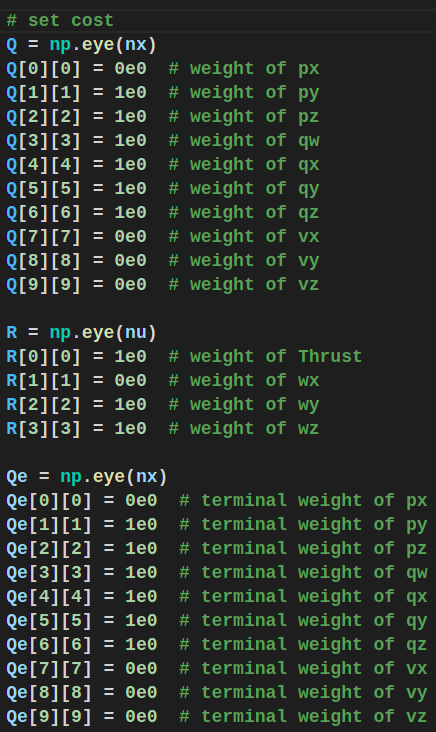 # set cost
Q = np.eye(nx)
Q[0][0] = 0e0  # weight of px
Q[1][1] = 1e0  # weight of py
Q[2][2] = 1e0  # weight of pz
Q[3][3] = 1e0  # weight of qw
Q[4][4] = 1e0  # weight of qx
Q[5][5] = 1e0  # weight of qy
Q[6][6] = 1e0  # weight of qz
Q[7][7] = 0e0  # weight of vx
Q[8][8] = 0e0  # weight of vy
Q[9][9] = 0e0  # weight of vz

R = np.eye(nu)
R[0][0] = 1e0  # weight of Thrust
R[1][1] = 0e0  # weight of wx
R[2][2] = 1e0  # weight of wy
R[3][3] = 1e0  # weight of wz

Qe = np.eye(nx)
Qe[0][0] = 0e0  # terminal weight of px
Qe[1][1] = 1e0  # terminal weight of py
Qe[2][2] = 1e0  # terminal weight of pz
Qe[3][3] = 1e0  # terminal weight of qw
Qe[4][4] = 1e0  # terminal weight of qx
Qe[5][5] = 1e0  # terminal weight of qy
Qe[6][6] = 1e0  # terminal weight of qz
Qe[7][7] = 0e0  # terminal weight of vx
Qe[8][8] = 0e0  # terminal weight of vy
Qe[9][9] = 0e0  # terminal weight of vz